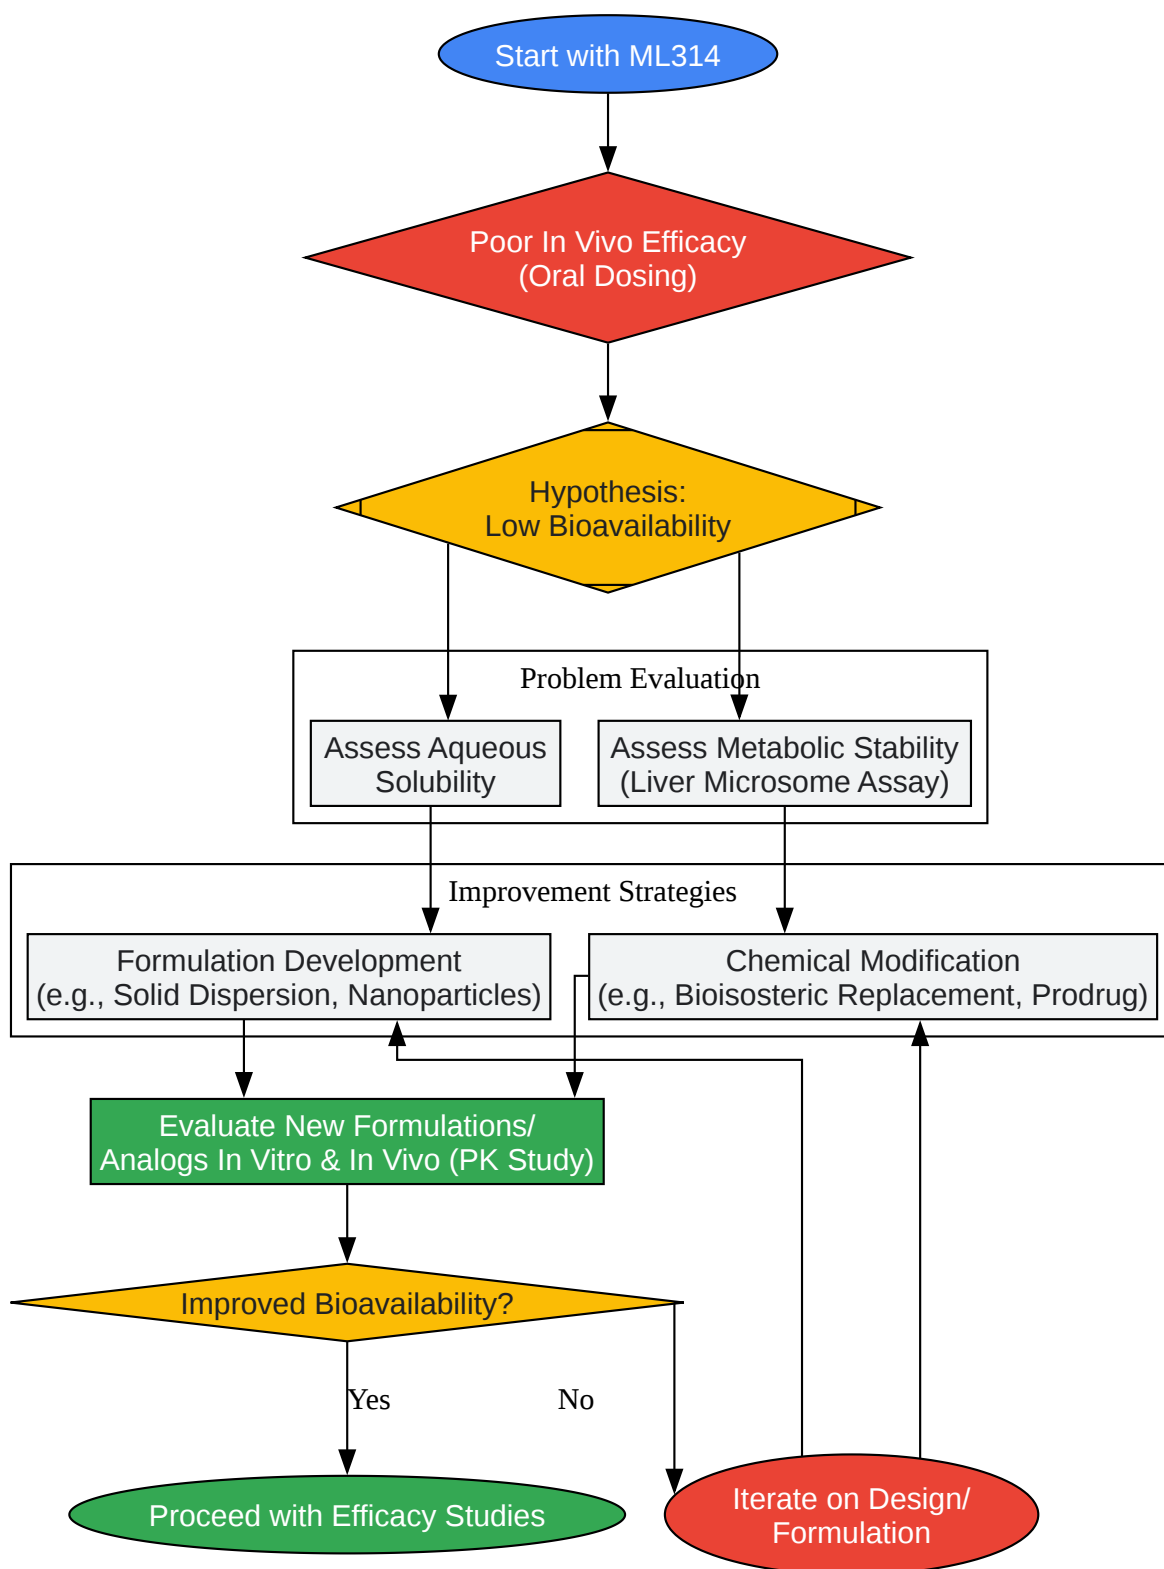 Start with ML314
Poor In Vivo Efficacy
(Oral Dosing)
Hypothesis:
Low Bioavailability
Problem Evaluation
Assess Aqueous
Solubility
Assess Metabolic Stability
(Liver Microsome Assay)
Improvement Strategies
Formulation Development
(e.g., Solid Dispersion, Nanoparticles)
Chemical Modification
(e.g., Bioisosteric Replacement, Prodrug)
Evaluate New Formulations/
Analogs In Vitro & In Vivo (PK Study)
Improved Bioavailability?
Yes
No
Proceed with Efficacy Studies
Iterate on Design/
Formulation